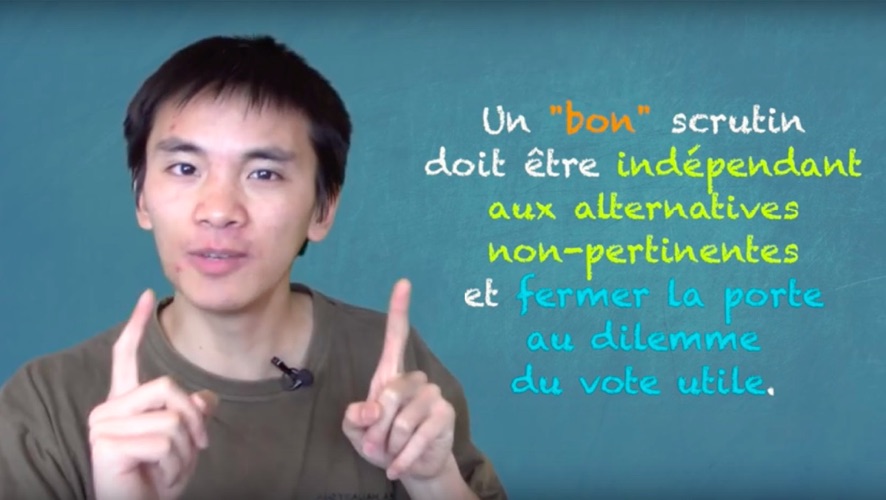 Un "bon" scrutin
doit être indépendant
aux alternatives
non-pertinentes
et fermer la porte
au dilemme
du vote utile.